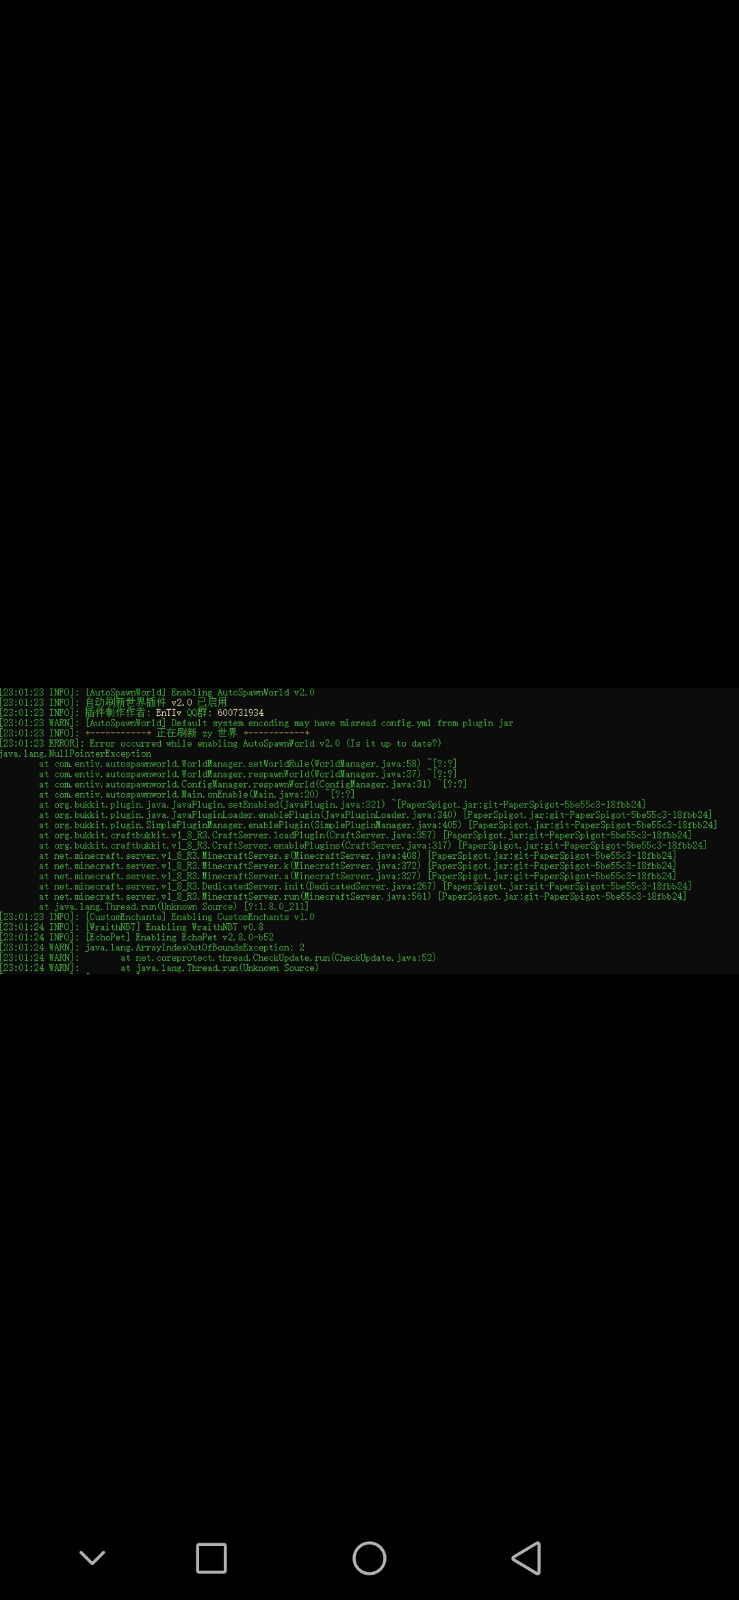 [23:01:23 INFO]: [AutoSpawnWorld] Enabling AutoSpawnWorld v2.0
[23:01:23 INFO]: 自动刷新世界插件 v2.0 已启用
[23:01:23 INFO]: 插件制作作者: EnTIv QQ群: 600731934
[23:01:23 WARN]: [AutoSpawnWorld] Default system encoding may have misread config.yml from plugin jar
[23:01:23 INFO]: +-----------+ 正在刷新 zy 世界 +-----------+
[23:01:23 ERROR]: Error occurred while enabling AutoSpawnWorld v2.0 (Is it up to date?)
java.lang.NullPointerException
at com.entiv.autospawnworld.WorldManager.setWorldRule(WorldManager.java:58) ~[?:?]
at com.entiv.autospawnworld.WorldManager.respawnWorld(WorldManager.java:37) ~[?:?]
at com.entiv.autospawnworld.ConfigManager.respawnWorld(ConfigManager.java:31) ~[?:?]
at com.entiv.autospawnworld.Main.onEnable(Main.java:20) ~[?:?]
at org.bukkit.plugin.java.JavaPlugin.setEnabled(JavaPlugin.java:321) ~[PaperSpigot.jar:git-PaperSpigot-5be55c3-18fbb24]
at org.bukkit.plugin.java.JavaPluginLoader.enablePlugin(JavaPluginLoader.java:340) [PaperSpigot.jar:git-PaperSpigot-5be55c3-18fbb24]
at org.bukkit.plugin.SimplePluginManager.enablePlugin(SimplePluginManager.java:405) [PaperSpigot.jar:git-PaperSpigot-5be55c3-18fbb24]
at org.bukkit.craftbukkit.v1_8_R3.CraftServer.loadPlugin(CraftServer.java:357) [PaperSpigot.jar:git-PaperSpigot-5be55c3-18fbb24]
at org.bukkit.craftbukkit.v1_8_R3.CraftServer.enablePlugins(CraftServer.java:317) [PaperSpigot.jar:git-PaperSpigot-5be55c3-18fbb24]
at net.minecraft.server.v1_8_R3.MinecraftServer.s(MinecraftServer.java:408) [PaperSpigot.jar:git-PaperSpigot-5be55c3-18fbb24]
at net.minecraft.server.v1_8_R3.MinecraftServer.k(MinecraftServer.java:372) [PaperSpigot.jar:git-PaperSpigot-5be55c3-18fbb24]
at net.minecraft.server.v1_8_R3.MinecraftServer.a(MinecraftServer.java:327) [PaperSpigot.jar:git-PaperSpigot-5be55c3-18fbb24]
at net.minecraft.server.v1_8_R3.DedicatedServer.init(DedicatedServer.java:267) [PaperSpigot.jar:git-PaperSpigot-5be55c3-18fbb24]
at net.minecraft.server.v1_8_R3.MinecraftServer.run(MinecraftServer.java:561) [PaperSpigot.jar:git-PaperSpigot-5be55c3-18fbb24]
at java.lang.Thread.run(Unknown Source) [?:1.8.0_211]
[23:01:23 INFO]: [CustomEnchants] Enabling CustomEnchants v1.0
[23:01:24 INFO]: [WraithNBT] Enabling WraithNBT v0.8
[23:01:24 INFO]: [EchoPet] Enabling EchoPet v2.8.0-b52
[23:01:24 WARN]: java.lang.ArrayIndexOutOfBoundsException: 2
[23:01:24 WARN]: at net.coreprotect.thread.CheckUpdate.run(CheckUpdate.java:52)
[23:01:24 WARN]: at java.lang.Thread.run(Unknown Source)